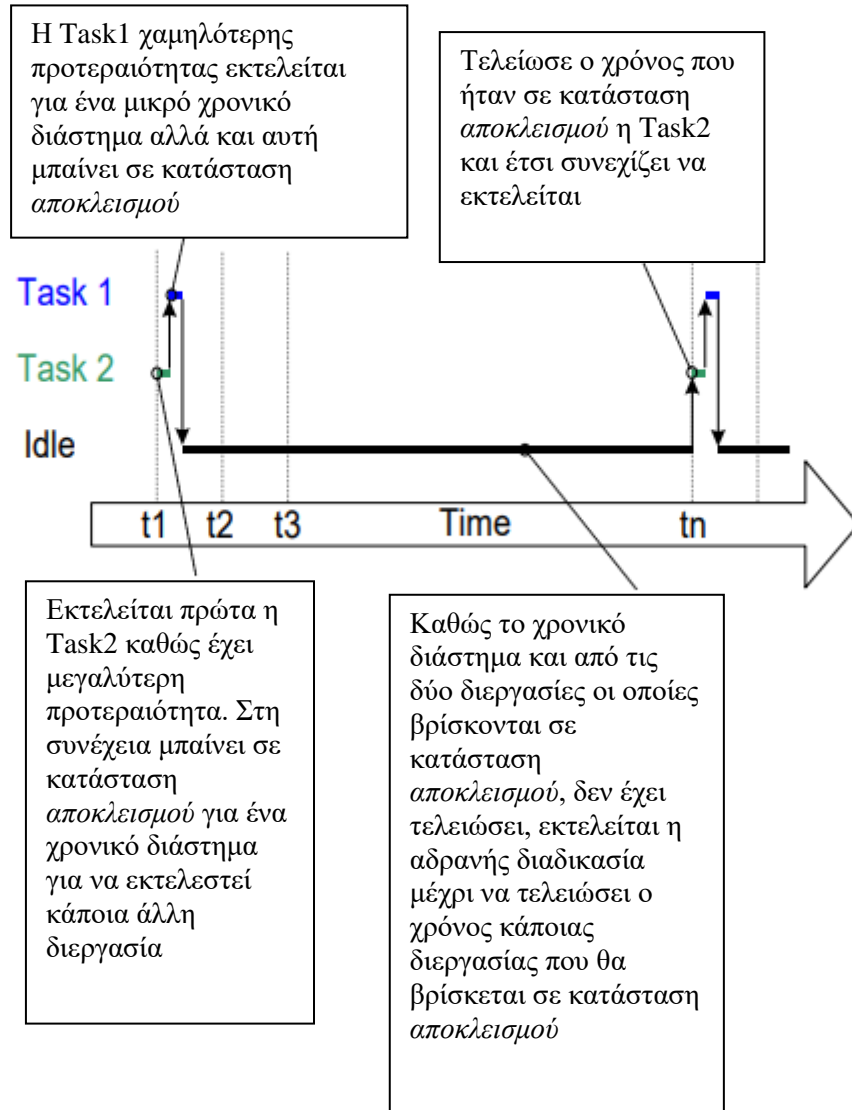 Η Task1 χαμηλότερης
προτεραιότητας εκτελείται
για ένα μικρό χρονικό
διάστημα αλλά και αυτή
μπαίνει σε κατάσταση
αποκλεισμού
Τελείωσε ο χρόνος που
ήταν σε κατάσταση
αποκλεισμού η Task2
και έτσι συνεχίζει να
εκτελείται
Task 1
Task 2
Idle
t1 t2 t3 Time tn
Εκτελείται πρώτα η
Task2 καθώς έχει
μεγαλύτερη
προτεραιότητα. Στη
συνέχεια μπαίνει σε
κατάσταση
αποκλεισμού για ένα
χρονικό διάστημα
για να εκτελεστεί
κάποια άλλη
διεργασία
Καθώς το χρονικό
διάστημα και από τις
δύο διεργασίες οι οποίες
βρίσκονται σε
κατάσταση
αποκλεισμού, δεν έχει
τελειώσει, εκτελείται η
αδρανής διαδικασία
μέχρι να τελειώσει ο
χρόνος κάποιας
διεργασίας που θα
βρίσκεται σε κατάσταση
αποκλεισμού